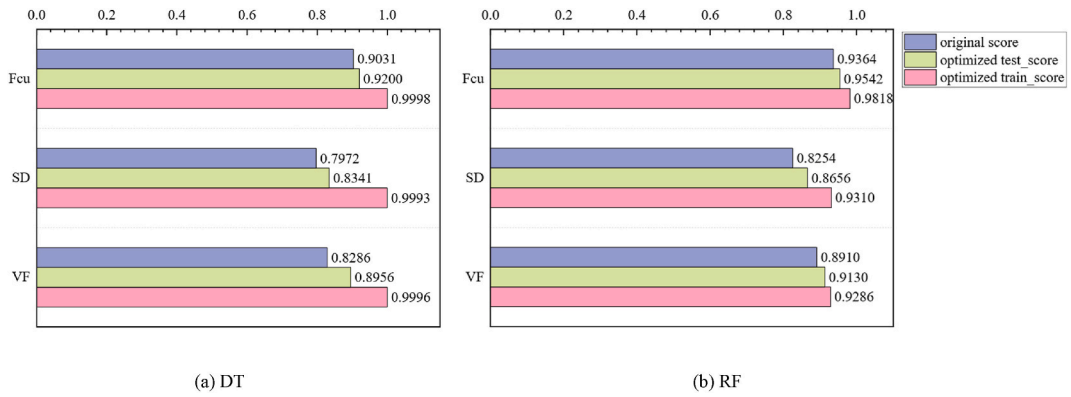 0.0 0.2 0.4 0.6 0.8 1.0
Fcu
0.9031
0.9200
0.9998
SD
0.7972
0.8341
0.9993
VF
0.8286
0.8956
0.9996
(a) DT
0.0 0.2 0.4 0.6 0.8 1.0
Fcu
0.9364
0.9542
0.9818
SD
0.8254
0.8656
0.9310
VF
0.8910
0.9130
0.9286
(b) RF
original score
optimized test_score
optimized train_score